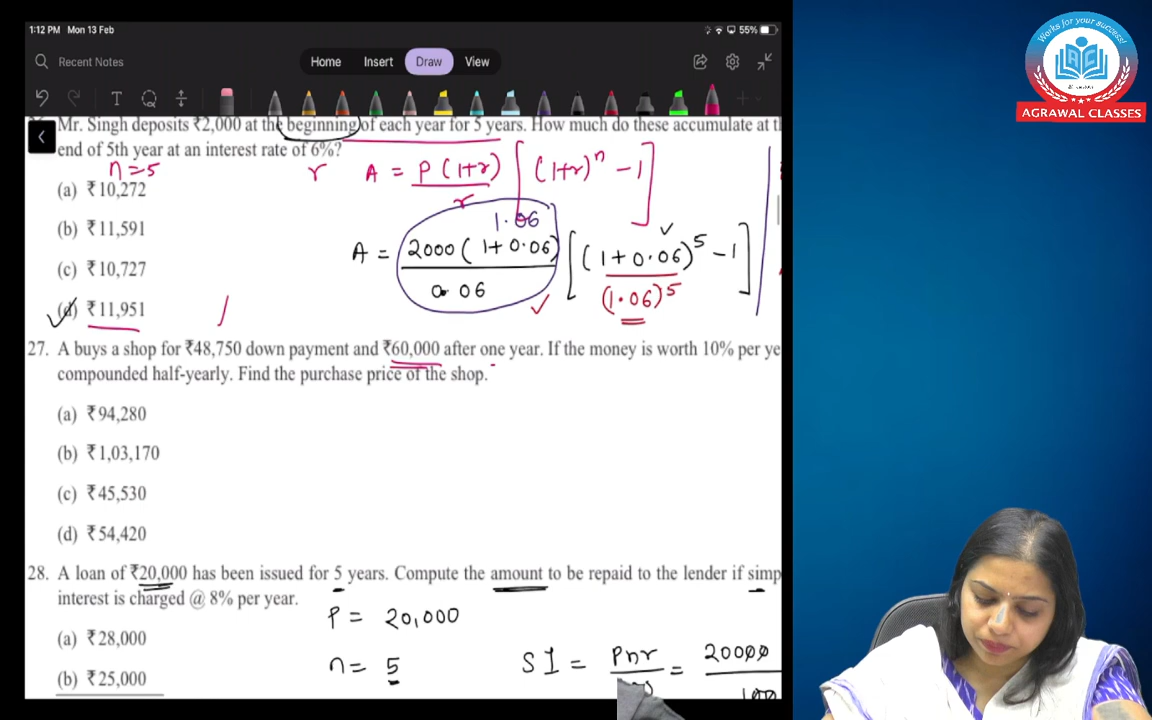 1:12 PM Mon 13 Feb
55%
Recent Notes
Home Insert Draw View
T
Mr. Singh deposits ₹2,000 at the beginning of each year for 5 years. How much do these accumulate at t
end of 5th year at an interest rate of 6%?
n=5
r
A = P(1+r)/r [(1+r)^n -1]
(a) ₹10,272
1.06
(b) ₹11,591
A = 2000(1+0.06)/0.06 [(1+0.06)^5 -1]
(c) ₹10,727
(1.06)^5
(d) ₹11,951
27. A buys a shop for ₹48,750 down payment and ₹60,000 after one year. If the money is worth 10% per ye
compounded half-yearly. Find the purchase price of the shop.
(a) ₹94,280
(b) ₹1,03,170
(c) ₹45,530
(d) ₹54,420
28. A loan of ₹20,000 has been issued for 5 years. Compute the amount to be repaid to the lender if simp
interest is charged @ 8% per year.
P = 20,000
(a) ₹28,000
n = 5
SI = Pnr = 20000
100
(b) ₹25,000
Works for your success!
AC
AGRAWAL CLASSES